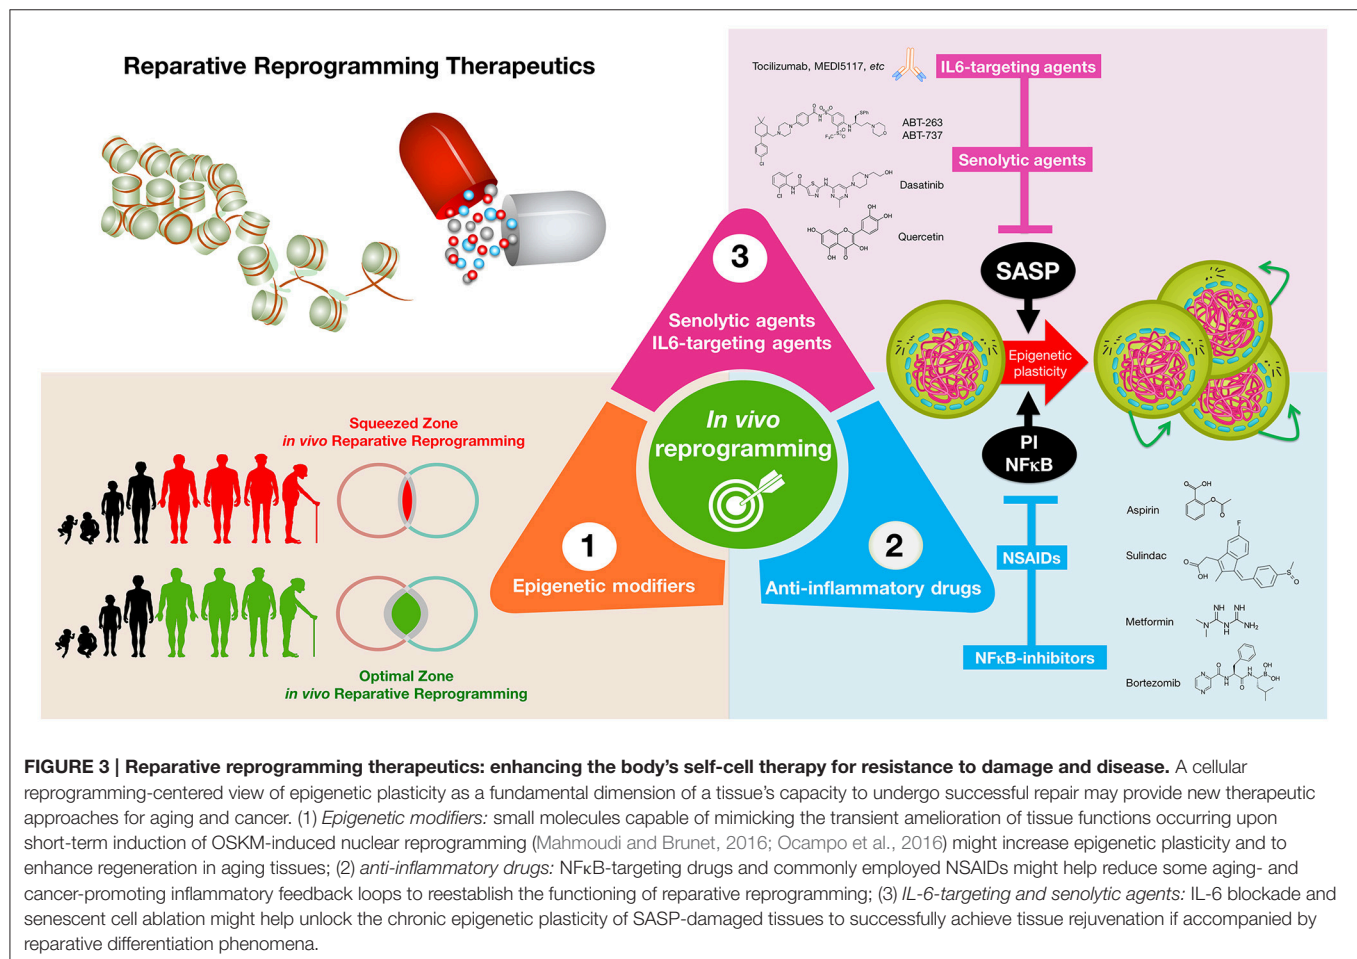 Reparative Reprogramming Therapeutics
Tocilizumab, MEDI5117, etc
IL6-targeting agents
ABT-263
ABT-737
Senolytic agents
Dasatinib
Quercetin
SASP
3
Senolytic agents
IL6-targeting agents
Epigenetic
plasticity
In vivo
reprogramming
PI
NFκB
Squeezed Zone
in vivo Reparative Reprogramming
1
Epigenetic modifiers
2
Anti-inflammatory drugs
Optimal Zone
in vivo Reparative Reprogramming
NSAIDs
NFκB-inhibitors
Aspirin
Sulindac
Metformin
Bortezomib
FIGURE 3 | Reparative reprogramming therapeutics: enhancing the body’s self-cell therapy for resistance to damage and disease. A cellular
reprogramming-centered view of epigenetic plasticity as a fundamental dimension of a tissue’s capacity to undergo successful repair may provide new therapeutic
approaches for aging and cancer. (1) Epigenetic modifiers: small molecules capable of mimicking the transient amelioration of tissue functions occurring upon
short-term induction of OSKM-induced nuclear reprogramming (Mahmoudi and Brunet, 2016; Ocampo et al., 2016) might increase epigenetic plasticity and to
enhance regeneration in aging tissues; (2) anti-inflammatory drugs: NFκB-targeting drugs and commonly employed NSAIDs might help reduce some aging- and
cancer-promoting inflammatory feedback loops to reestablish the functioning of reparative reprogramming; (3) IL-6-targeting and senolytic agents: IL-6 blockade and
senescent cell ablation might help unlock the chronic epigenetic plasticity of SASP-damaged tissues to successfully achieve tissue rejuvenation if accompanied by
reparative differentiation phenomena.